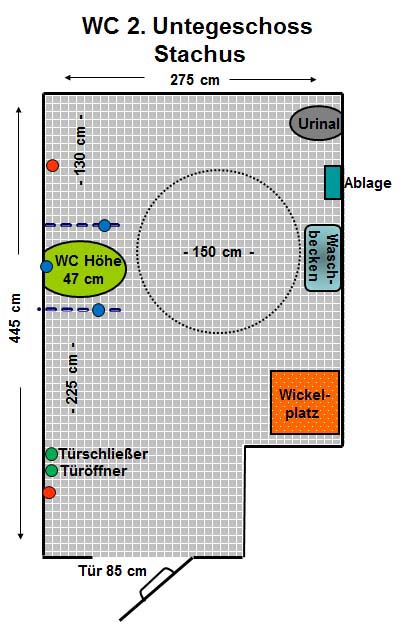 WC 2. Untegeschoss
Stachus
275 cm
Urinal
- 130 cm -
Ablage
- 150 cm -
Wasch-
becken
WC Höhe
47 cm
445 cm
- 225 cm -
Wickel-
platz
Türschließer
Türöffner
Tür 85 cm